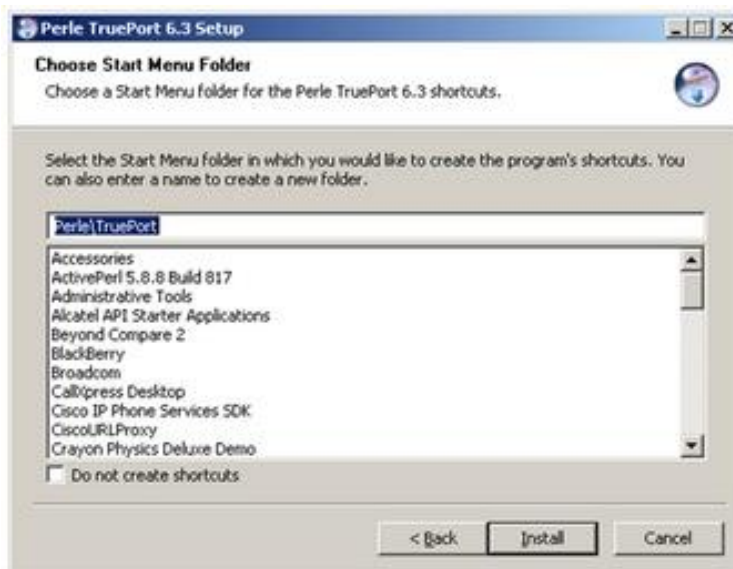 Perle TruePort 6.3 Setup
Choose Start Menu Folder
Choose a Start Menu folder for the Perle TruePort 6.3 shortcuts.
Select the Start Menu folder in which you would like to create the program's shortcuts. You
can also enter a name to create a new folder.
Perle\TruePort
Accessories
ActivePerl 5.8.8 Build 817
Administrative Tools
Alcatel API Starter Applications
Beyond Compare 2
BlackBerry
Broadcom
CallXpress Desktop
Cisco IP Phone Services SDK
CiscoURLProxy
Crayon Physics Deluxe Demo
Do not create shortcuts
< Back
Install
Cancel